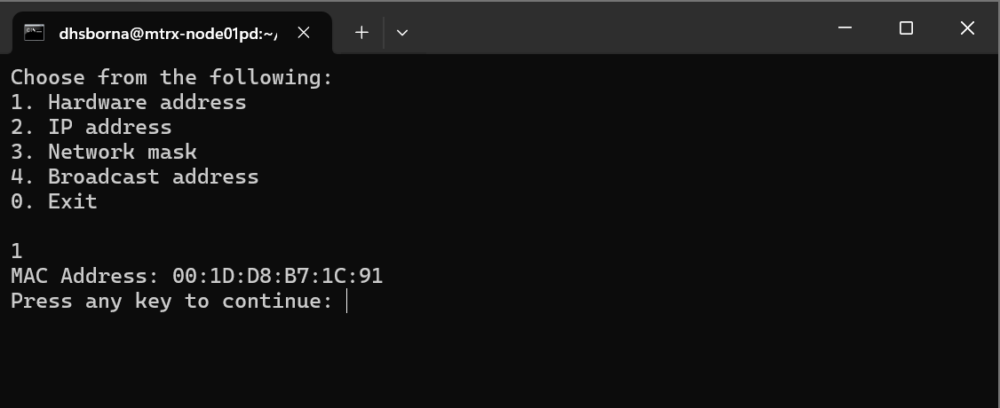 dhsborna@mtrx-node01pd:~/
Choose from the following:
1. Hardware address
2. IP address
3. Network mask
4. Broadcast address
0. Exit
1
MAC Address: 00:1D:D8:B7:1C:91
Press any key to continue: